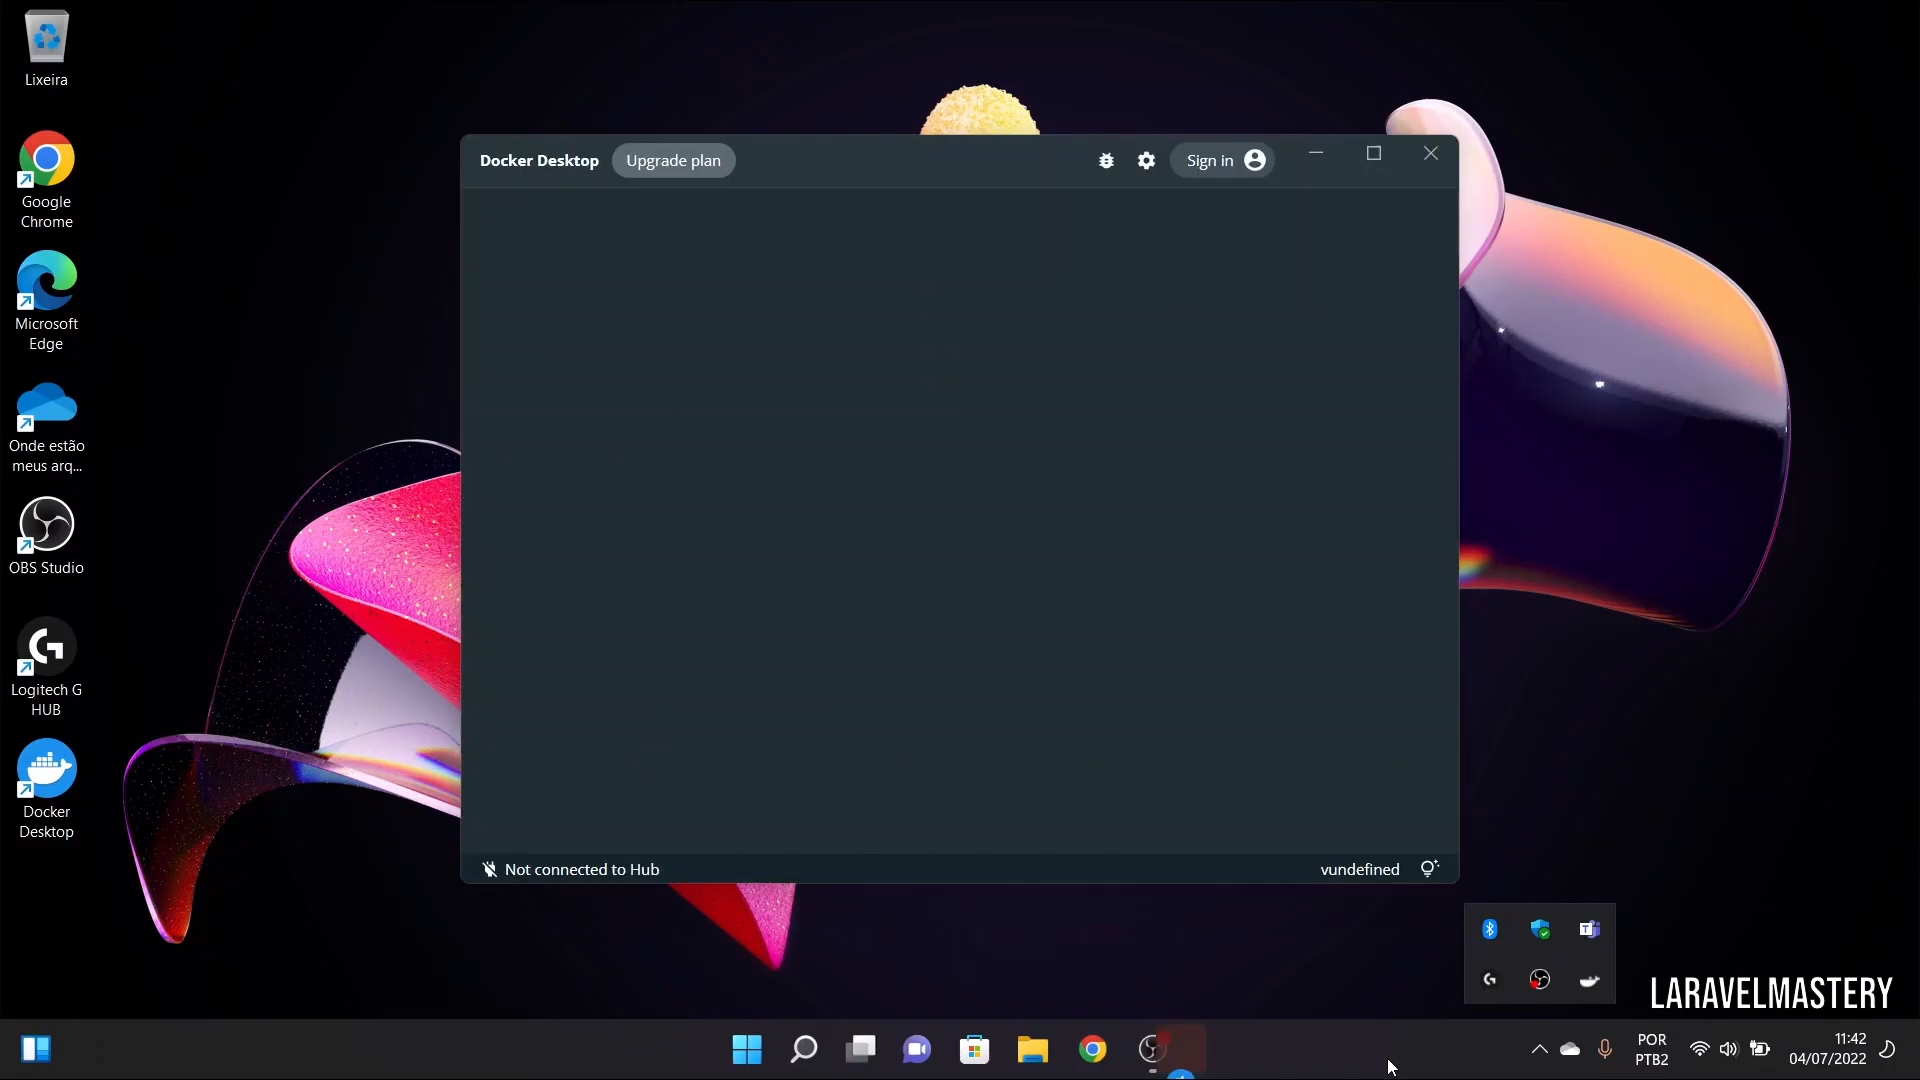 Lixeira
Google
Chrome
Microsoft
Edge
Onde estão
meus arq...
OBS Studio
Logitech G
HUB
Docker
Desktop
Docker Desktop
Upgrade plan
Sign in
Not connected to Hub
vundefined
LARAVELMASTERY
POR
PTB2
11:42
04/07/2022